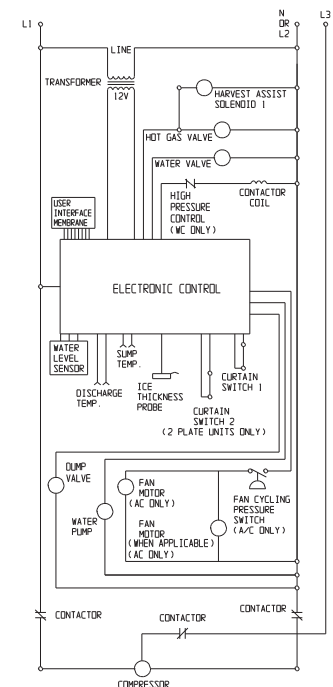 N
OR
L2
L3
L1
LINE
TRANSFORMER
12V
HARVEST ASSIST
SOLENOID 1
HOT GAS VALVE
WATER VALVE
HIGH
PRESSURE
CONTROL
(WC ONLY)
CONTACTOR
COIL
USER
INTERFACE
MEMBRANE
ELECTRONIC CONTROL
WATER
LEVEL
SENSOR
SUMP
TEMP.
DISCHARGE
TEMP.
ICE
THICKNESS
PROBE
CURTAIN
SWITCH 1
CURTAIN
SWITCH 2
(2 PLATE UNITS ONLY)
DUMP
VALVE
WATER
PUMP
FAN
MOTOR
(AC ONLY)
FAN
MOTOR
(WHEN APPLICABLE)
(AC ONLY)
FAN CYCLING
PRESSURE
SWITCH
(A/C ONLY)
CONTACTOR
CONTACTOR
CONTACTOR
COMPRESSOR